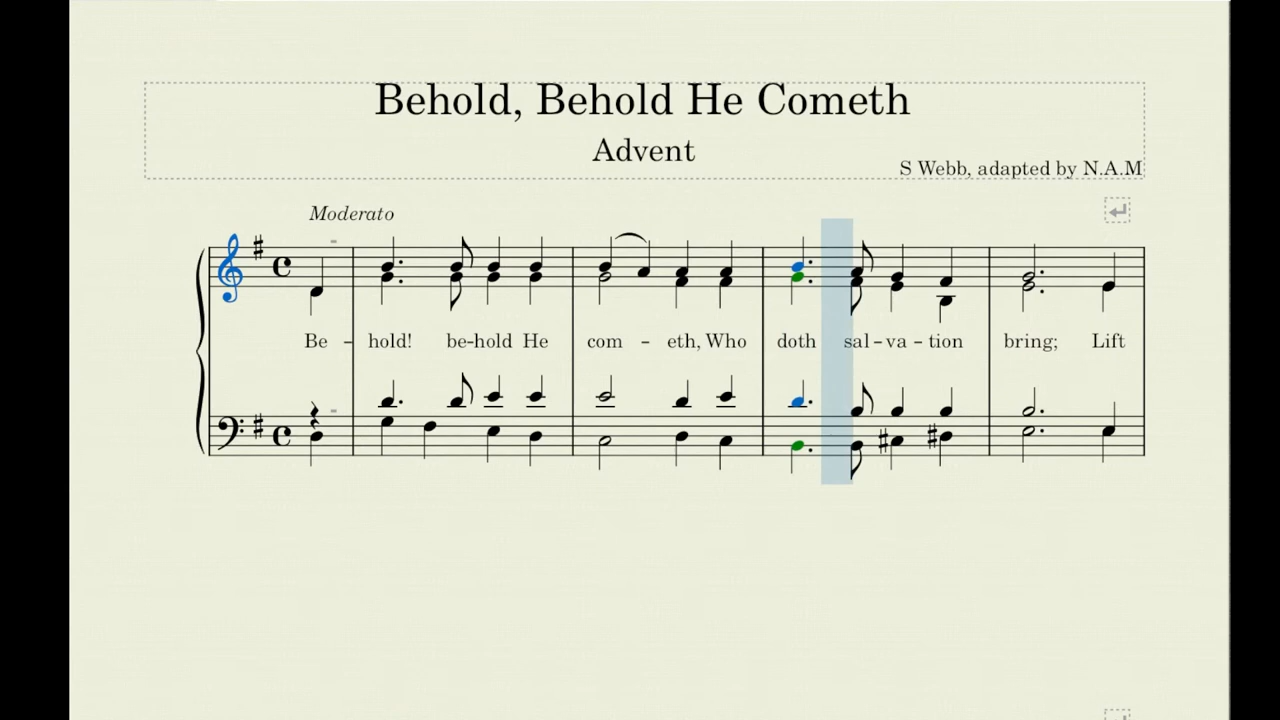 Behold, Behold He Cometh
Advent
S Webb, adapted by N.A.M
Moderato
Be - hold! be-hold He com - eth, Who doth sal - va - tion bring; Lift